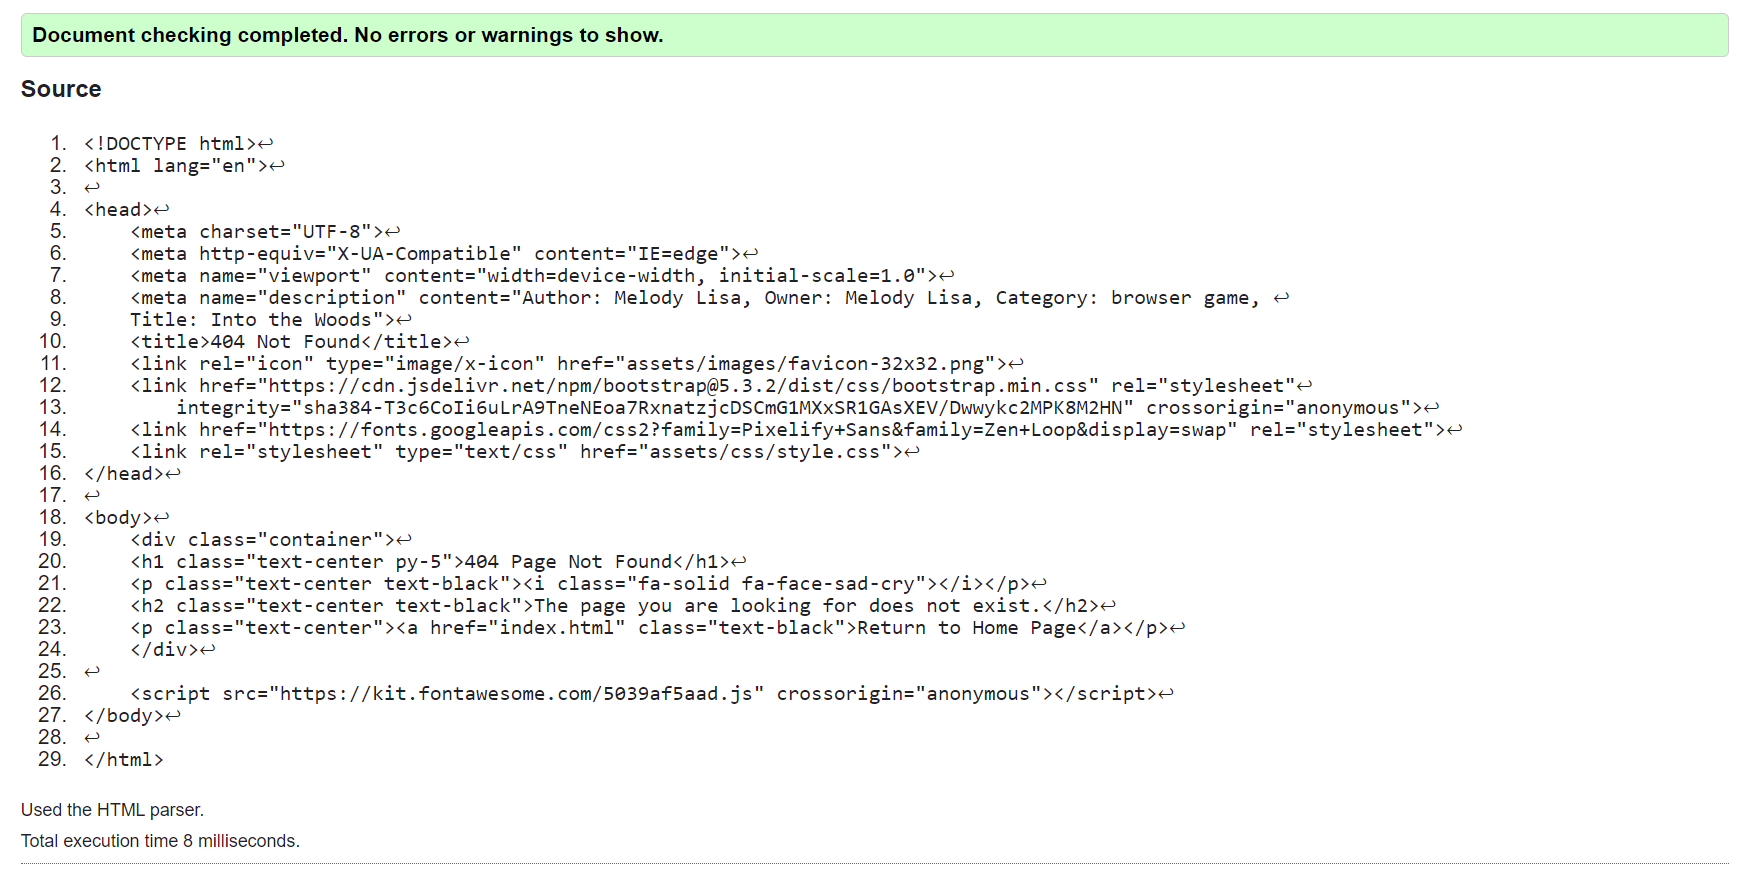 Document checking completed. No errors or warnings to show.
Source
1. <!DOCTYPE html>↩
2. <html lang="en">↩
3. ↩
4. <head>↩
5.     <meta charset="UTF-8">↩
6.     <meta http-equiv="X-UA-Compatible" content="IE=edge">↩
7.     <meta name="viewport" content="width=device-width, initial-scale=1.0">↩
8.     <meta name="description" content="Author: Melody Lisa, Owner: Melody Lisa, Category: browser game, ↩
9.     Title: Into the Woods">↩
10.     <title>404 Not Found</title>↩
11.     <link rel="icon" type="image/x-icon" href="assets/images/favicon-32x32.png">↩
12.     <link href="https://cdn.jsdelivr.net/npm/bootstrap@5.3.2/dist/css/bootstrap.min.css" rel="stylesheet"↩
13.         integrity="sha384-T3c6CoIi6uLrA9TneNEoa7RxnatzjcDSCmG1MXxSR1GAsXEV/Dwwykc2MPK8M2HN" crossorigin="anonymous">↩
14.     <link href="https://fonts.googleapis.com/css2?family=Pixelify+Sans&family=Zen+Loop&display=swap" rel="stylesheet">↩
15.     <link rel="stylesheet" type="text/css" href="assets/css/style.css">↩
16. </head>↩
17. ↩
18. <body>↩
19.     <div class="container">↩
20.     <h1 class="text-center py-5">404 Page Not Found</h1>↩
21.     <p class="text-center text-black"><i class="fa-solid fa-face-sad-cry"></i></p>↩
22.     <h2 class="text-center text-black">The page you are looking for does not exist.</h2>↩
23.     <p class="text-center"><a href="index.html" class="text-black">Return to Home Page</a></p>↩
24.     </div>↩
25. ↩
26.     <script src="https://kit.fontawesome.com/5039af5aad.js" crossorigin="anonymous"></script>↩
27. </body>↩
28. ↩
29. </html>
Used the HTML parser.
Total execution time 8 milliseconds.